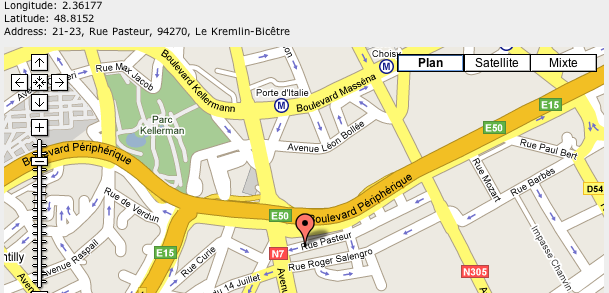 Longitude: 2.36177
Latitude: 48.8152
Address: 21-23, Rue Pasteur, 94270, Le Kremlin-Bicêtre
Choisy
Plan
Satellite
Mixte
Rue Max Jacob
Boulevard Kellermann
Porte d'Italie
M
M
Boulevard Masséna
E15
E50
Parc
Kellerman
Avenue Léon Bollée
Rue Paul Bert
Boulevard Périphérique
Boulevard Périphérique
Rue Mozart
Rue Barbès
D54
Rue de Verdun
E50
Impasse Chanvin
Rue Pasteur
N7
E15
Rue Roger Salengro
Rue Curie
Avenue Raspail
ntilly
du 14 Juillet
Avenu
N305